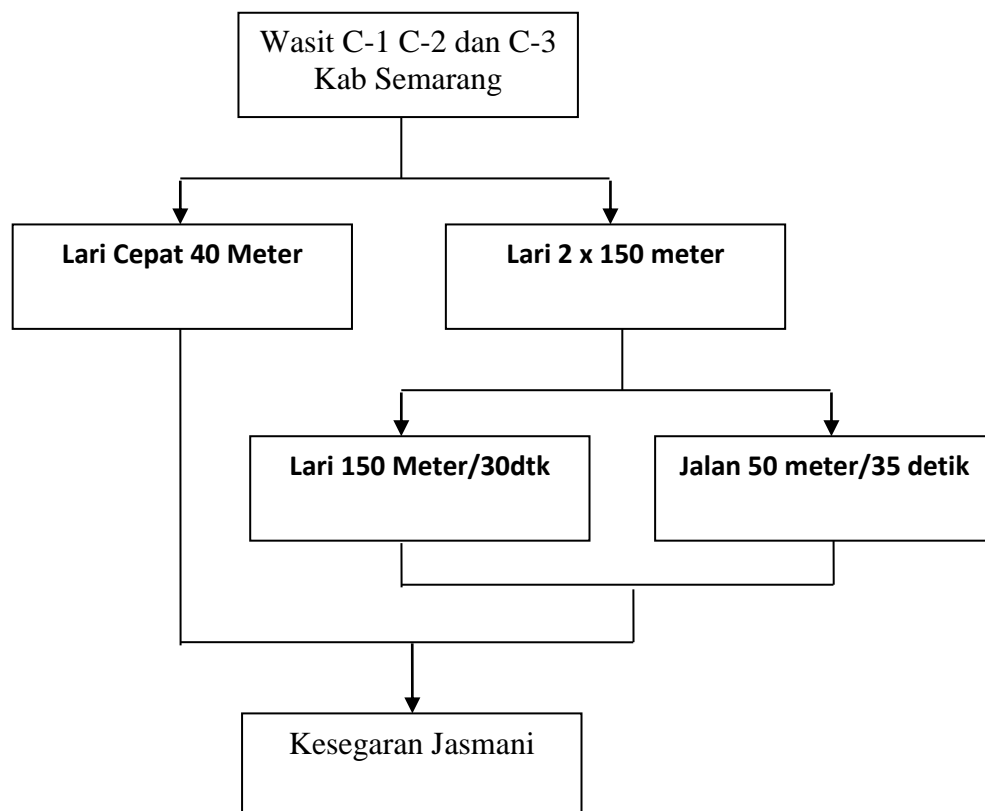 Wasit C-1 C-2 dan C-3
Kab Semarang
Lari Cepat 40 Meter
Lari 2 x 150 meter
Lari 150 Meter/30dtk
Jalan 50 meter/35 detik
Kesegaran Jasmani